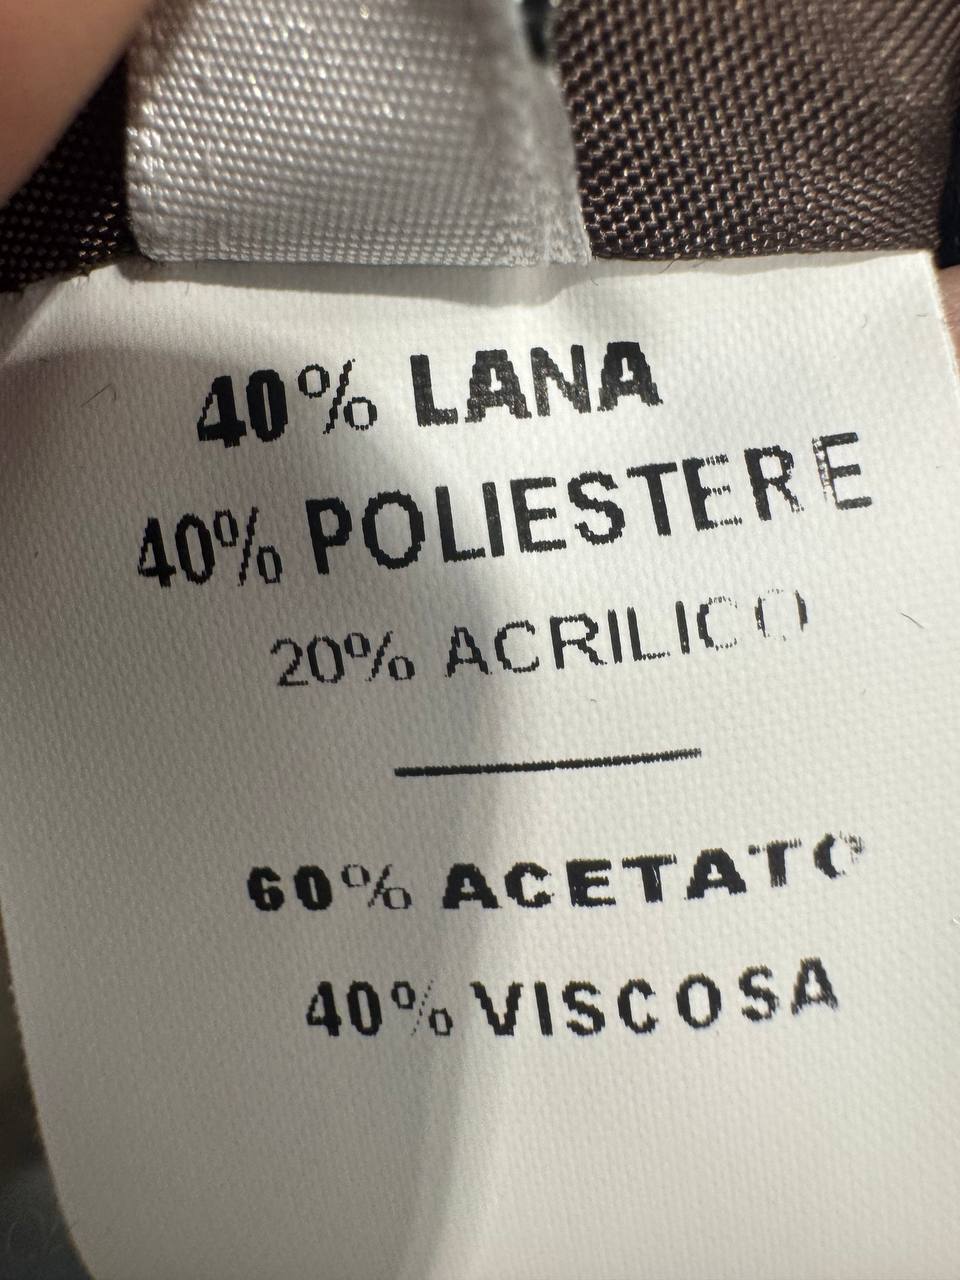 40% LANA
40% POLIESTERE
20% ACRILICO
60% ACETATO
40% VISCOSA